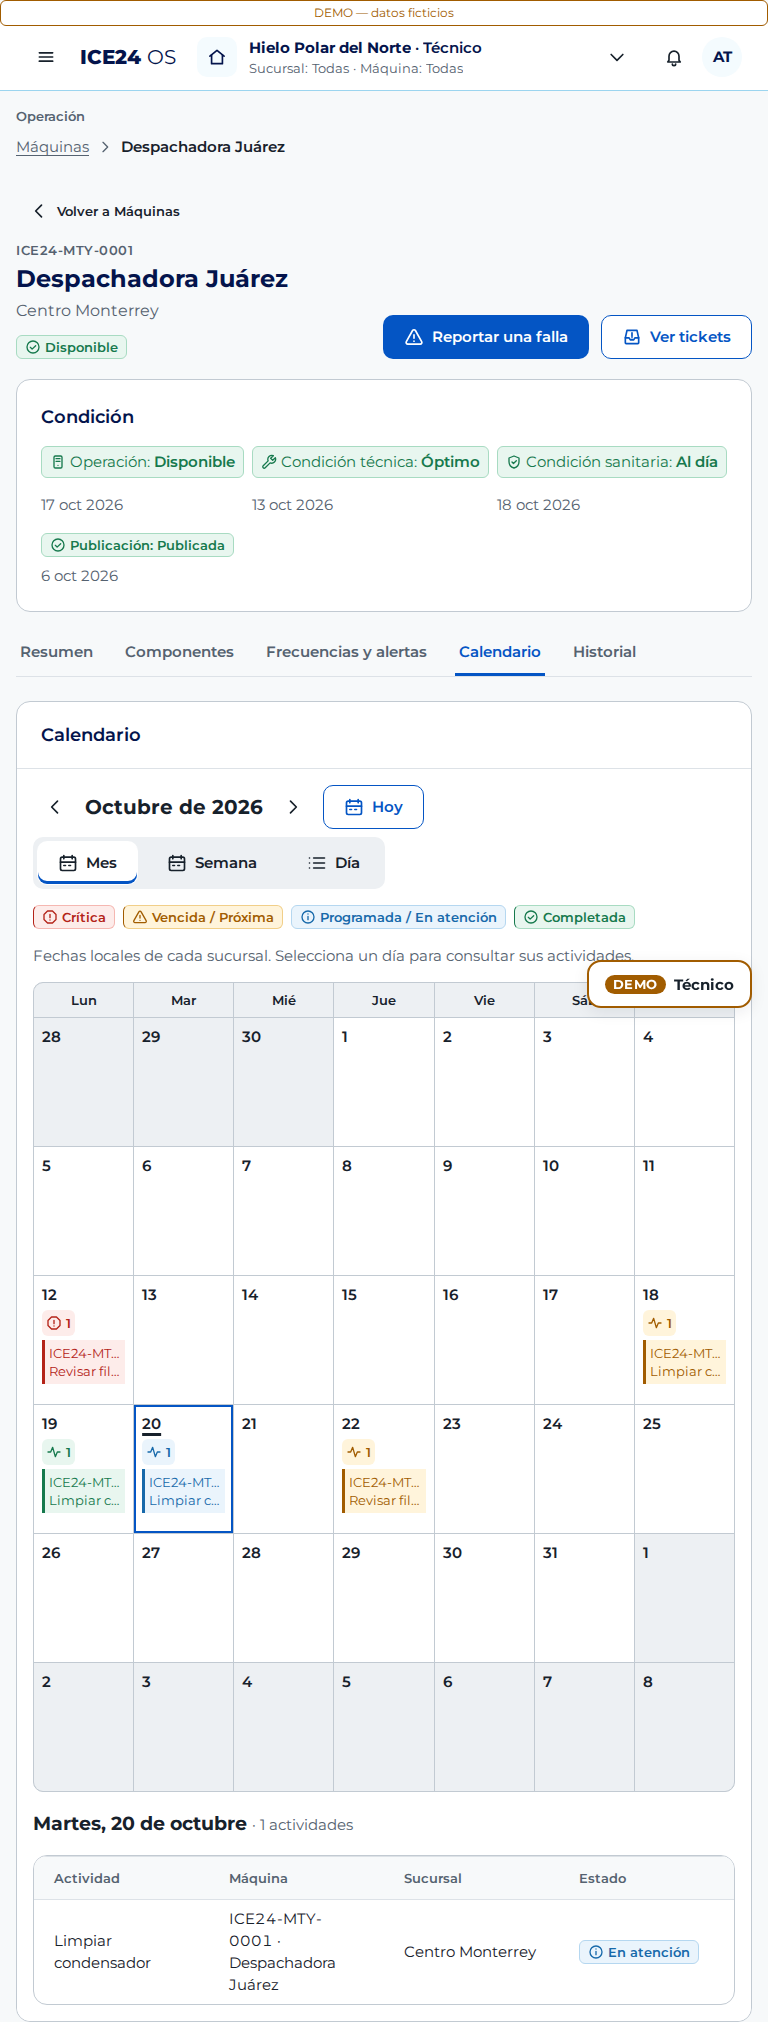 DEMO — datos ficticios
ICE24 OS
Hielo Polar del Norte · Técnico
Sucursal: Todas · Máquina: Todas
AT
Operación
Máquinas > Despachadora Juárez
Volver a Máquinas
ICE24-MTY-0001
Despachadora Juárez
Centro Monterrey
Disponible
Reportar una falla
Ver tickets
Condición
Operación: Disponible
Condición técnica: Óptimo
Condición sanitaria: Al día
17 oct 2026
13 oct 2026
18 oct 2026
Publicación: Publicada
6 oct 2026
Resumen Componentes Frecuencias y alertas Calendario Historial
Calendario
Octubre de 2026
Hoy
Mes Semana Día
Crítica Vencida / Próxima Programada / En atención Completada
Fechas locales de cada sucursal. Selecciona un día para consultar sus actividades.
DEMO Técnico
Lun Mar Mié Jue Vie
28 29 30 1 2 3 4
5 6 7 8 9 10 11
12 13 14 15 16 17 18
1 1
ICE24-MT... ICE24-MT...
Revisar fil... Limpiar c...
19 20 21 22 23 24 25
1 1 1
ICE24-MT... ICE24-MT... ICE24-MT...
Limpiar c... Limpiar c... Revisar fil...
26 27 28 29 30 31 1
2 3 4 5 6 7 8
Martes, 20 de octubre · 1 actividades
Actividad Máquina Sucursal Estado
Limpiar
condensador
ICE24-MTY-
0001 ·
Despachadora
Juárez
Centro Monterrey
En atención